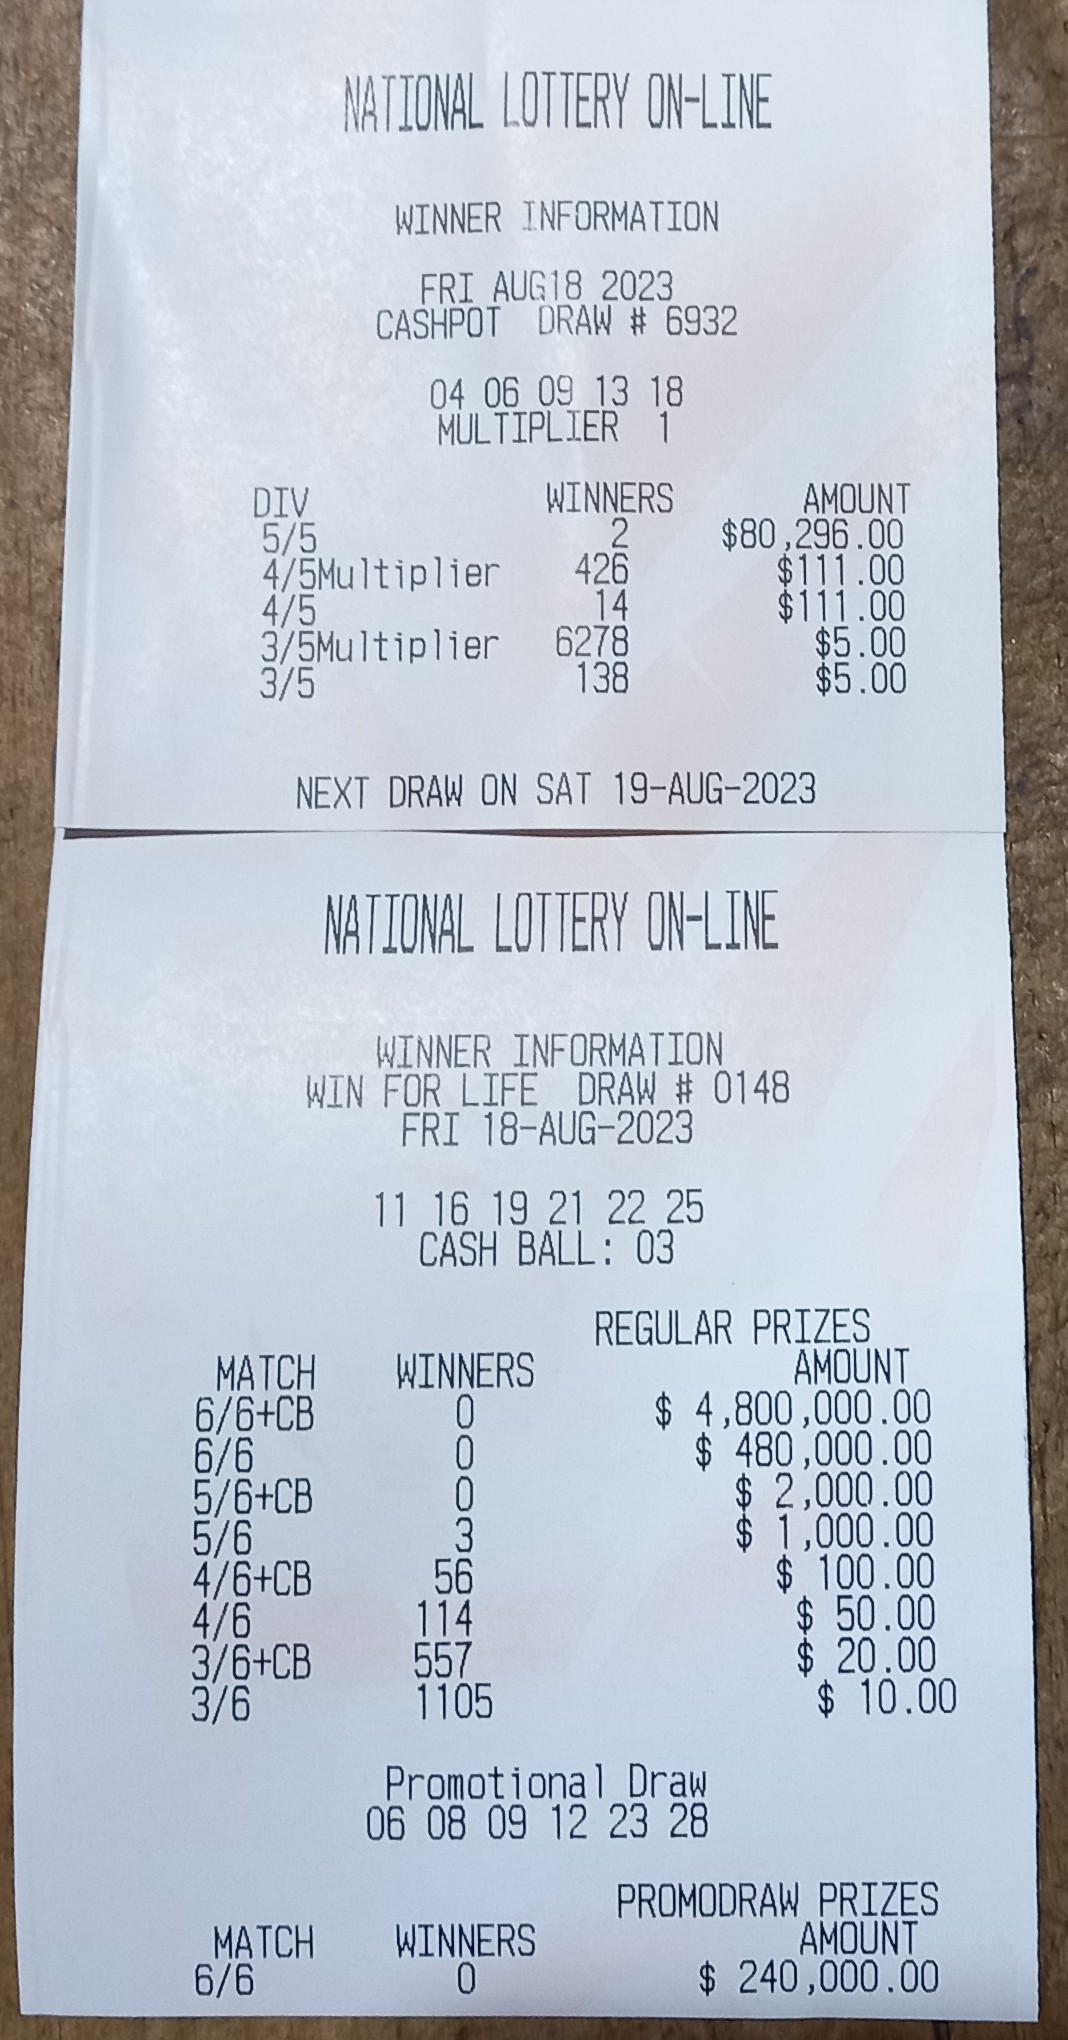 NATIONAL LOTTERY ON-LINE
WINNER INFORMATION
FRI AUG18 2023
CASHPOT DRAW # 6932
04 06 09 13 18
MULTIPLIER 1
DIV WINNERS AMOUNT
5/5 2 $80,296.00
4/5Multiplier 426 $111.00
4/5 14 $111.00
3/5Multiplier 6278 $5.00
3/5 138 $5.00
NEXT DRAW ON SAT 19-AUG-2023
NATIONAL LOTTERY ON-LINE
WINNER INFORMATION
WIN FOR LIFE DRAW # 0148
FRI 18-AUG-2023
11 16 19 21 22 25
CASH BALL: 03
REGULAR PRIZES
MATCH WINNERS AMOUNT
6/6+CB 0 $ 4,800,000.00
6/6 0 $ 480,000.00
5/6+CB 0 $ 2,000.00
5/6 3 $ 1,000.00
4/6+CB 56 $ 100.00
4/6 114 $ 50.00
3/6+CB 557 $ 20.00
3/6 1105 $ 10.00
Promotional Draw
06 08 09 12 23 28
PROMODRAW PRIZES
MATCH WINNERS AMOUNT
6/6 0 $ 240,000.00